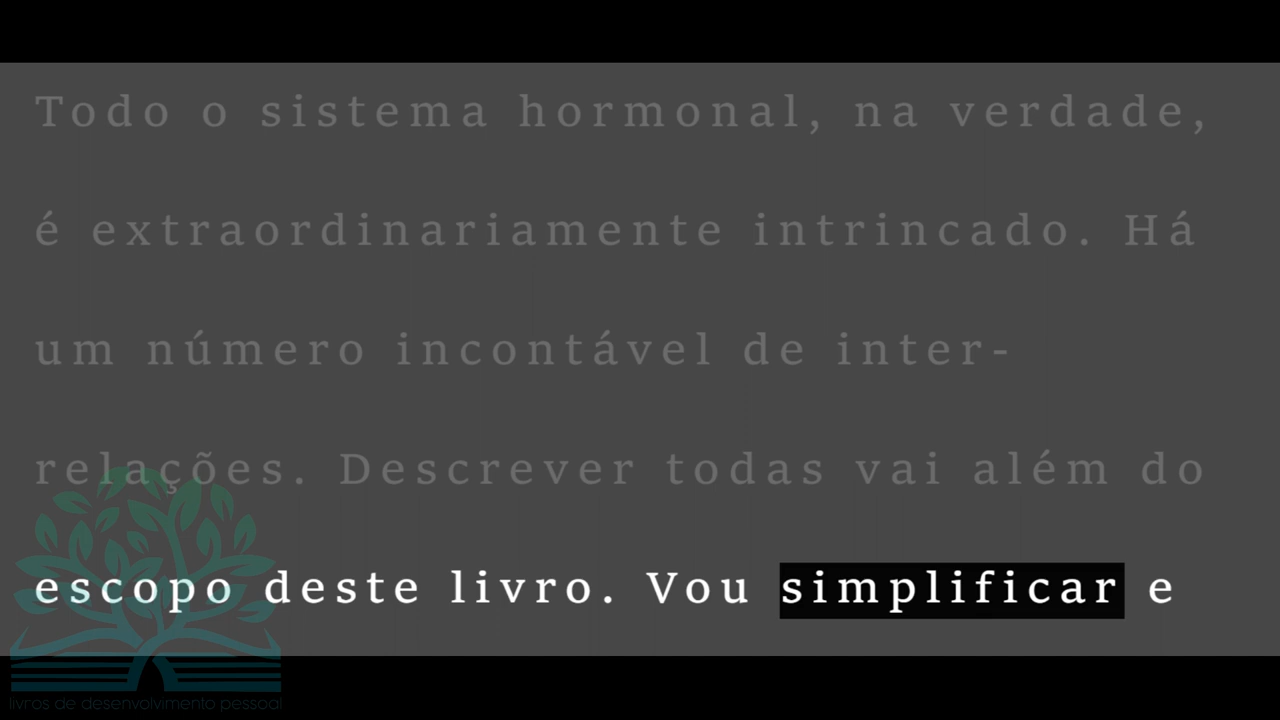 Todo o sistema hormonal, na verdade,
é extraordinariamente intrincado. Há
um número incontável de inter-
relações. Descrever todas vai além do
escopo deste livro. Vou simplificar e
livros de desenvolvimento pessoal